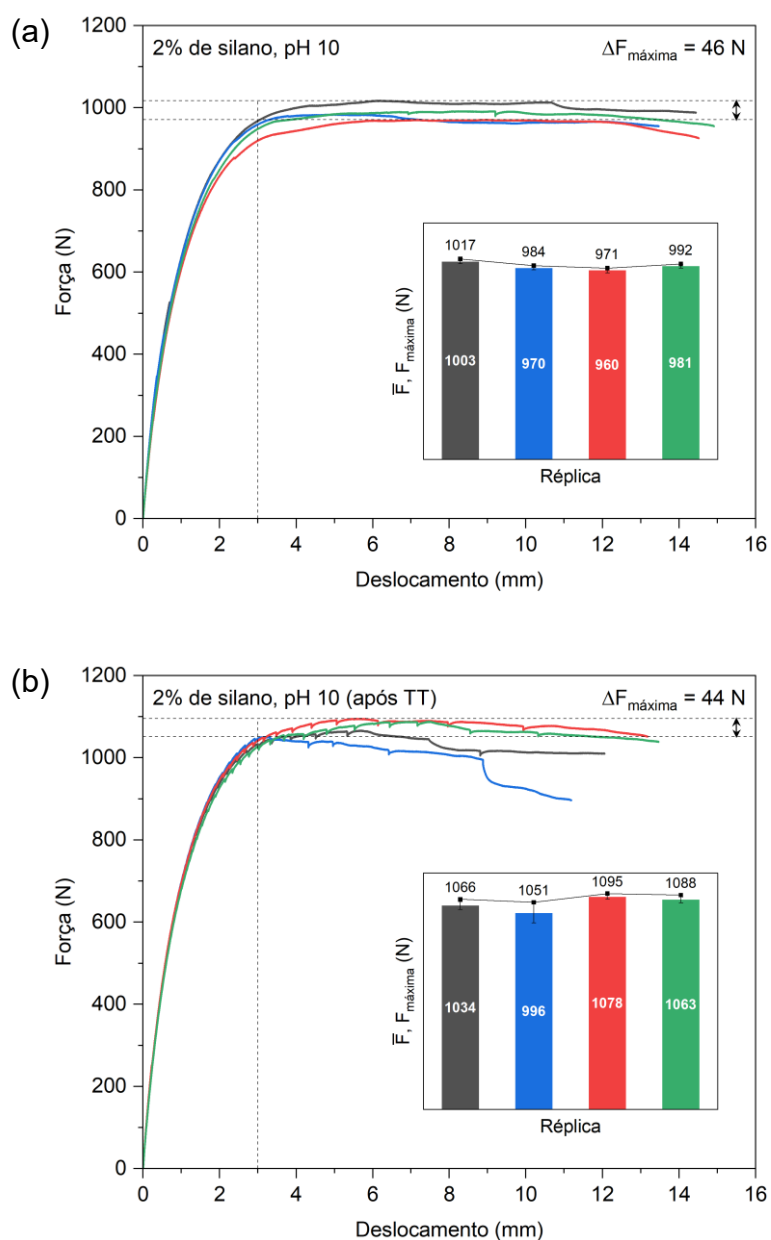 (a)
2% de silano, pH 10
ΔFmáxima = 46 N
1200
1000
800
600
400
200
0
Força (N)
0 2 4 6 8 10 12 14 16
Deslocamento (mm)
1017 984 971 992
1003 970 960 981
F̅, Fmáxima (N)
Réplica
(b)
2% de silano, pH 10 (após TT)
ΔFmáxima = 44 N
1200
1000
800
600
400
200
0
Força (N)
0 2 4 6 8 10 12 14 16
Deslocamento (mm)
1066 1051 1095 1088
1034 996 1078 1063
F̅, Fmáxima (N)
Réplica